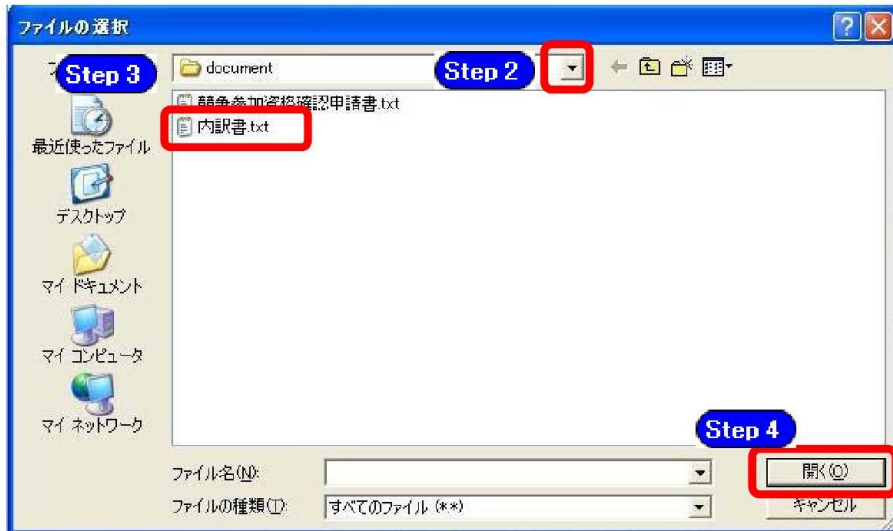 ファイルの選択
Step 3
document
Step 2
競争参加資格確認申請書.txt
内訳書.txt
最近使ったファイル
デスクトップ
マイ ドキュメント
マイ コンピュータ
マイ ネットワーク
Step 4
ファイル名(N):
開く(O)
ファイルの種類(T):
すべてのファイル (**)
キャンセル